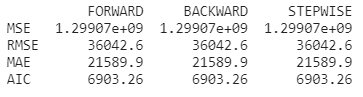 FORWARD BACKWARD STEPWISE
MSE 1.29907e+09 1.29907e+09 1.29907e+09
RMSE 36042.6 36042.6 36042.6
MAE 21589.9 21589.9 21589.9
AIC 6903.26 6903.26 6903.26